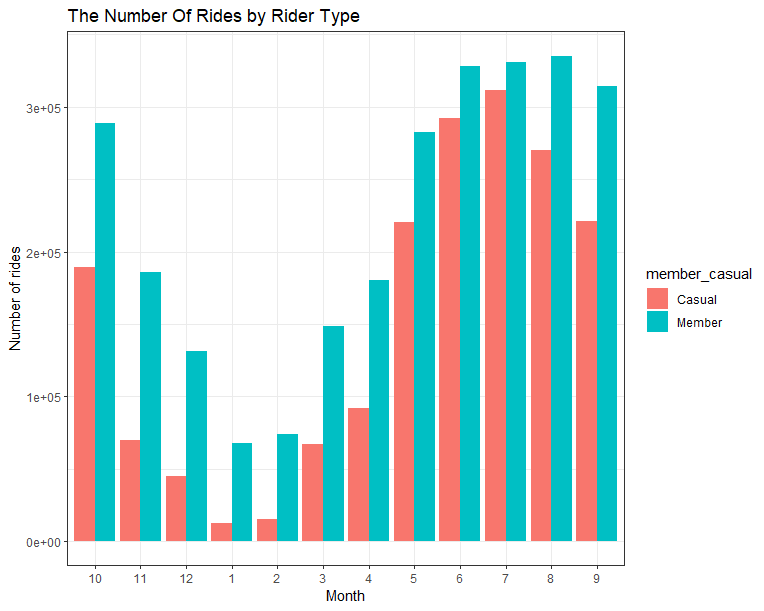 The Number Of Rides by Rider Type
Number of rides
3e+05
2e+05
1e+05
0e+00
10 11 12 1 2 3 4 5 6 7 8 9
Month
member_casual
Casual
Member